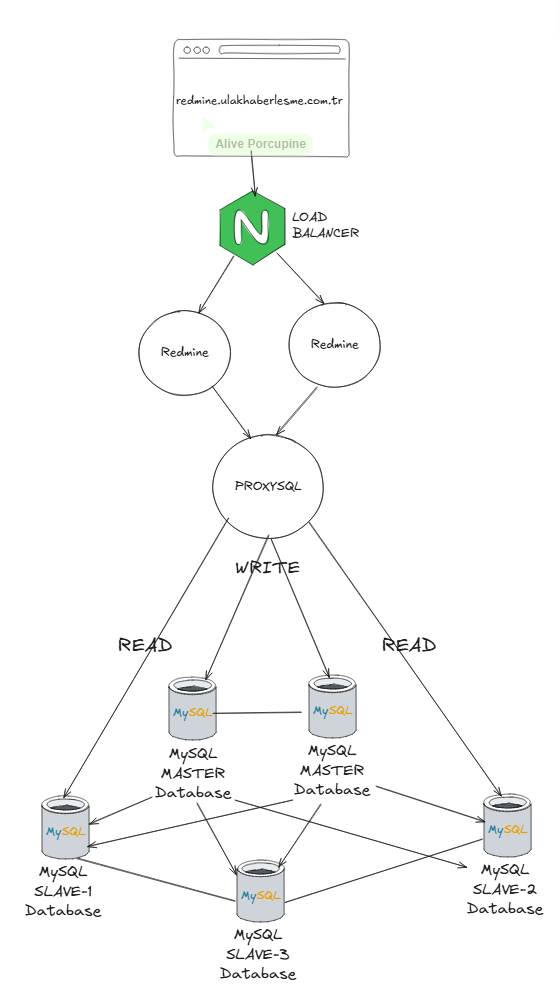 redmine.ulakhaberlesme.com.tr
Alive Porcupine
N
LOAD
BALANCER
Redmine
Redmine
PROXYSQL
WRITE
READ
READ
MySQL
MySQL
MySQL
MASTER
Database
MySQL
MASTER
Database
MySQL
MySQL
MySQL
SLAVE-1
Database
MySQL
SLAVE-2
Database
MySQL
MySQL
SLAVE-3
Database